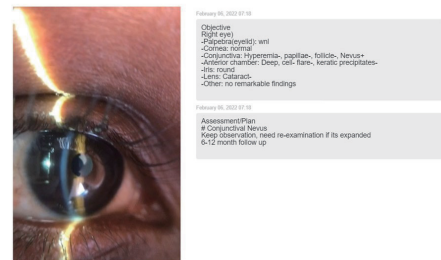 February 06, 2022 07:10
Objective
Right eye)
-Palpebra(eyelid): wnl
-Cornea: normal
-Conjunctiva: Hyperemia-, papillae-, follicle-, Nevus+
-Anterior chamber: Deep, cell- flare-, keratic precipitates-
-Iris: round
-Lens: Cataract-
-Other: no remarkable findings
February 06, 2022 07:10
Assessment/Plan
# Conjunctival Nevus
Keep observation, need re-examination if its expanded
6-12 month follow up